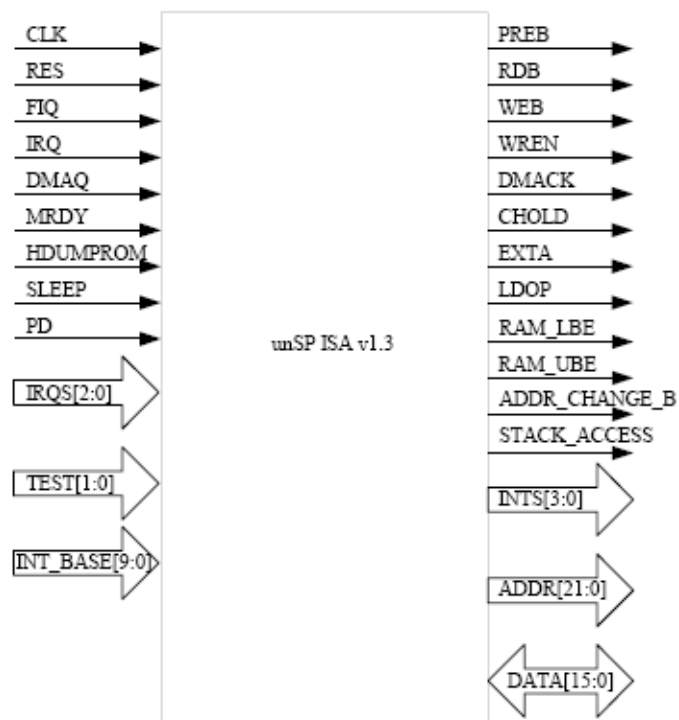 CLK
RES
FIQ
IRQ
DMAQ
MRDY
HDUMPROM
SLEEP
PD
IRQS[2:0]
TEST[1:0]
INT_BASE[9:0]
unSP ISA v1.3
PREB
RDB
WEB
WREN
DMACK
CHOLD
EXTA
LDOP
RAM_LBE
RAM_UBE
ADDR_CHANGE_B
STACK_ACCESS
INTS[3:0]
ADDR[21:0]
DATA[15:0]